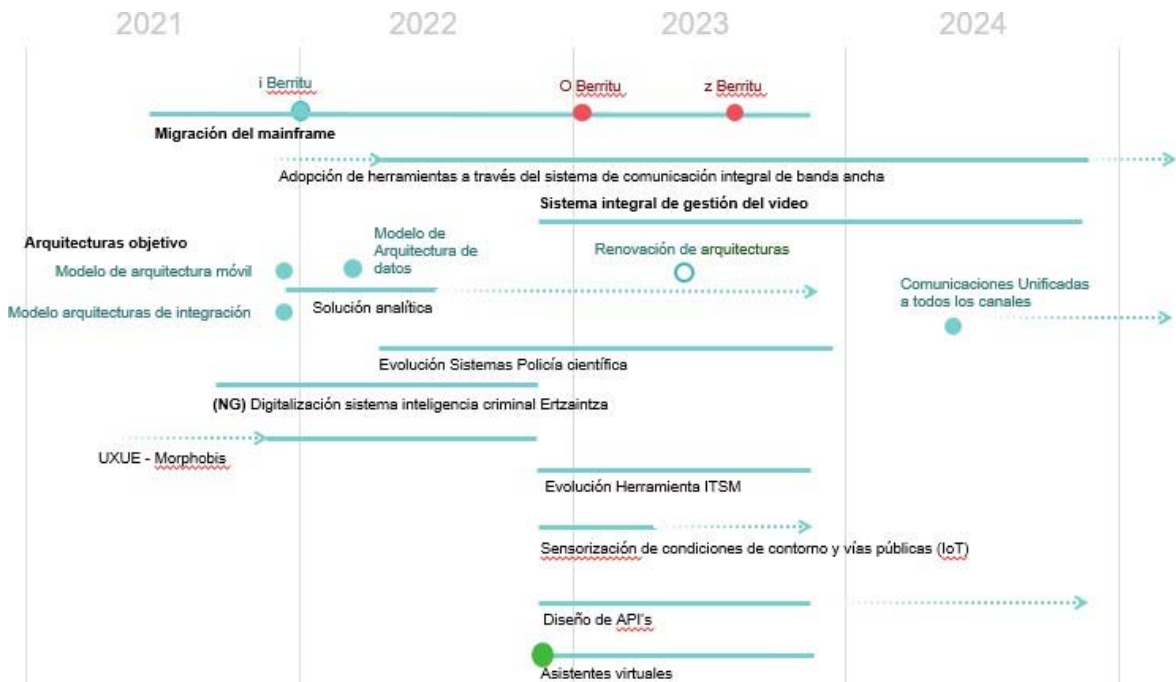 2021 2022 2023 2024
i Berritu O Berritu z Berritu
Migración del mainframe
Adopción de herramientas a través del sistema de comunicación integral de banda ancha
Sistema integral de gestión del video
Arquitecturas objetivo
Modelo de
Arquitectura de
datos
Renovación de arquitecturas
Modelo de arquitectura móvil
Comunicaciones Unificadas
a todos los canales
Modelo arquitecturas de integración
Solución analítica
Evolución Sistemas Policía científica
(NG) Digitalización sistema inteligencia criminal Ertzaintza
UXUE - Morphobis
Evolución Herramienta ITSM
Sensorización de condiciones de contorno y vías públicas (IoT)
Diseño de API's
Asistentes virtuales